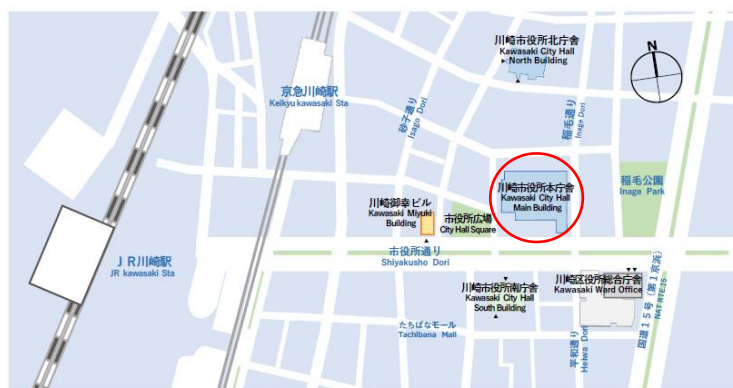 川崎市役所北庁舎
Kawasaki City Hall
North Building
N
京急川崎駅
Keikyu kawasaki Sta
砂子通り
Isago Dori
稲毛通り
Inage Dori
川崎市役所本庁舎
Kawasaki City Hall
Main Building
稲毛公園
Inage Park
川崎御幸ビル
Kawasaki Miyuki
Building
市役所広場
City Hall Square
市役所通り
Shiyakusho Dori
JR川崎駅
JR kawasaki Sta
川崎市役所南庁舎
Kawasaki City Hall
South Building
川崎区役所総合庁舎
Kawasaki Ward Office
たちばなモール
Tachibana Mall
平和通り
Heiwa Dori
国道15号(第1京浜)
NAT RTE.15